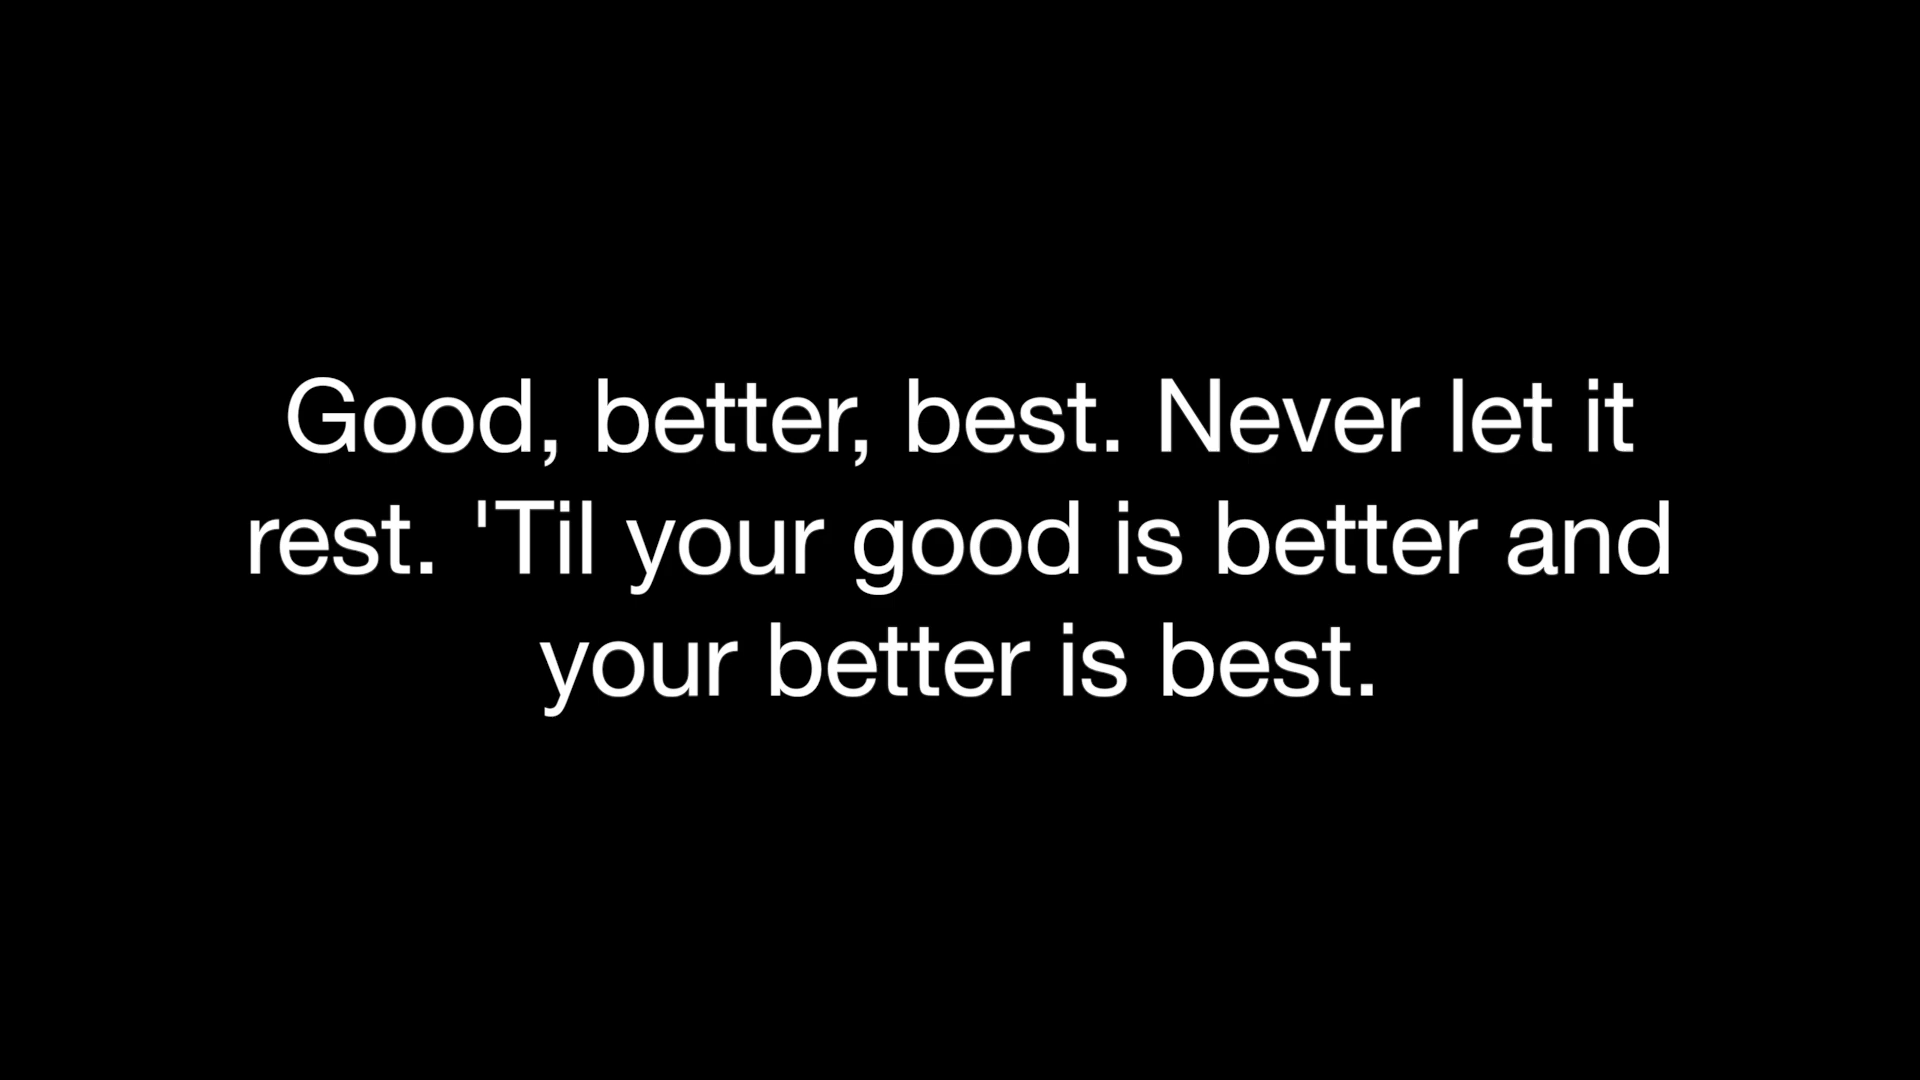 Good, better, best. Never let it
rest. 'Til your good is better and
your better is best.